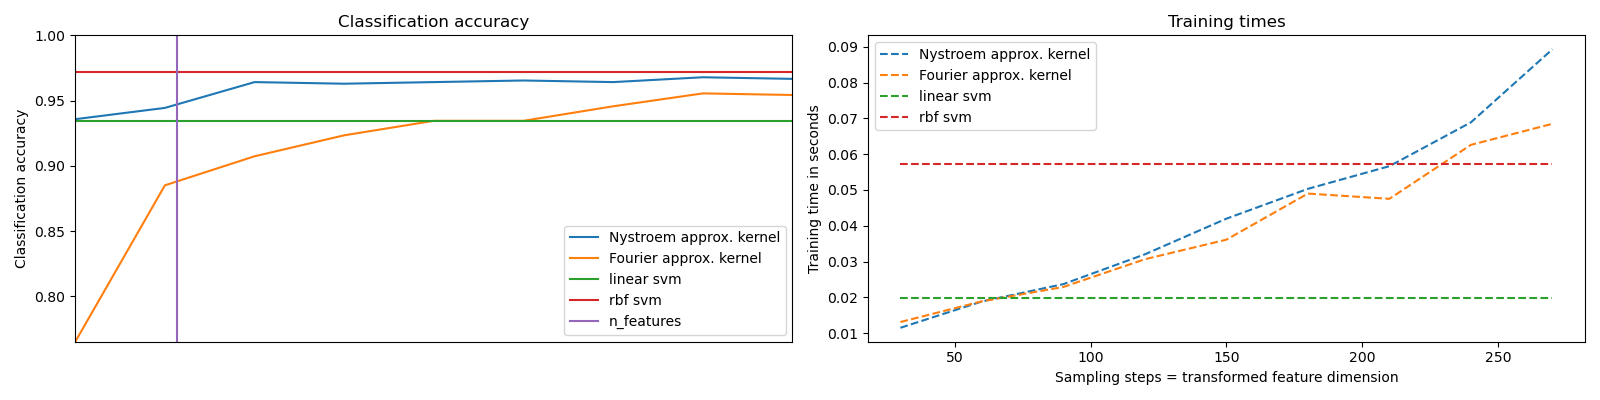 Classification accuracy
Classification accuracy
1.00
0.95
0.90
0.85
0.80
Nystroem approx. kernel
Fourier approx. kernel
linear svm
rbf svm
n_features
Training times
Training time in seconds
0.09
0.08
0.07
0.06
0.05
0.04
0.03
0.02
0.01
Nystroem approx. kernel
Fourier approx. kernel
linear svm
rbf svm
50 100 150 200 250
Sampling steps = transformed feature dimension